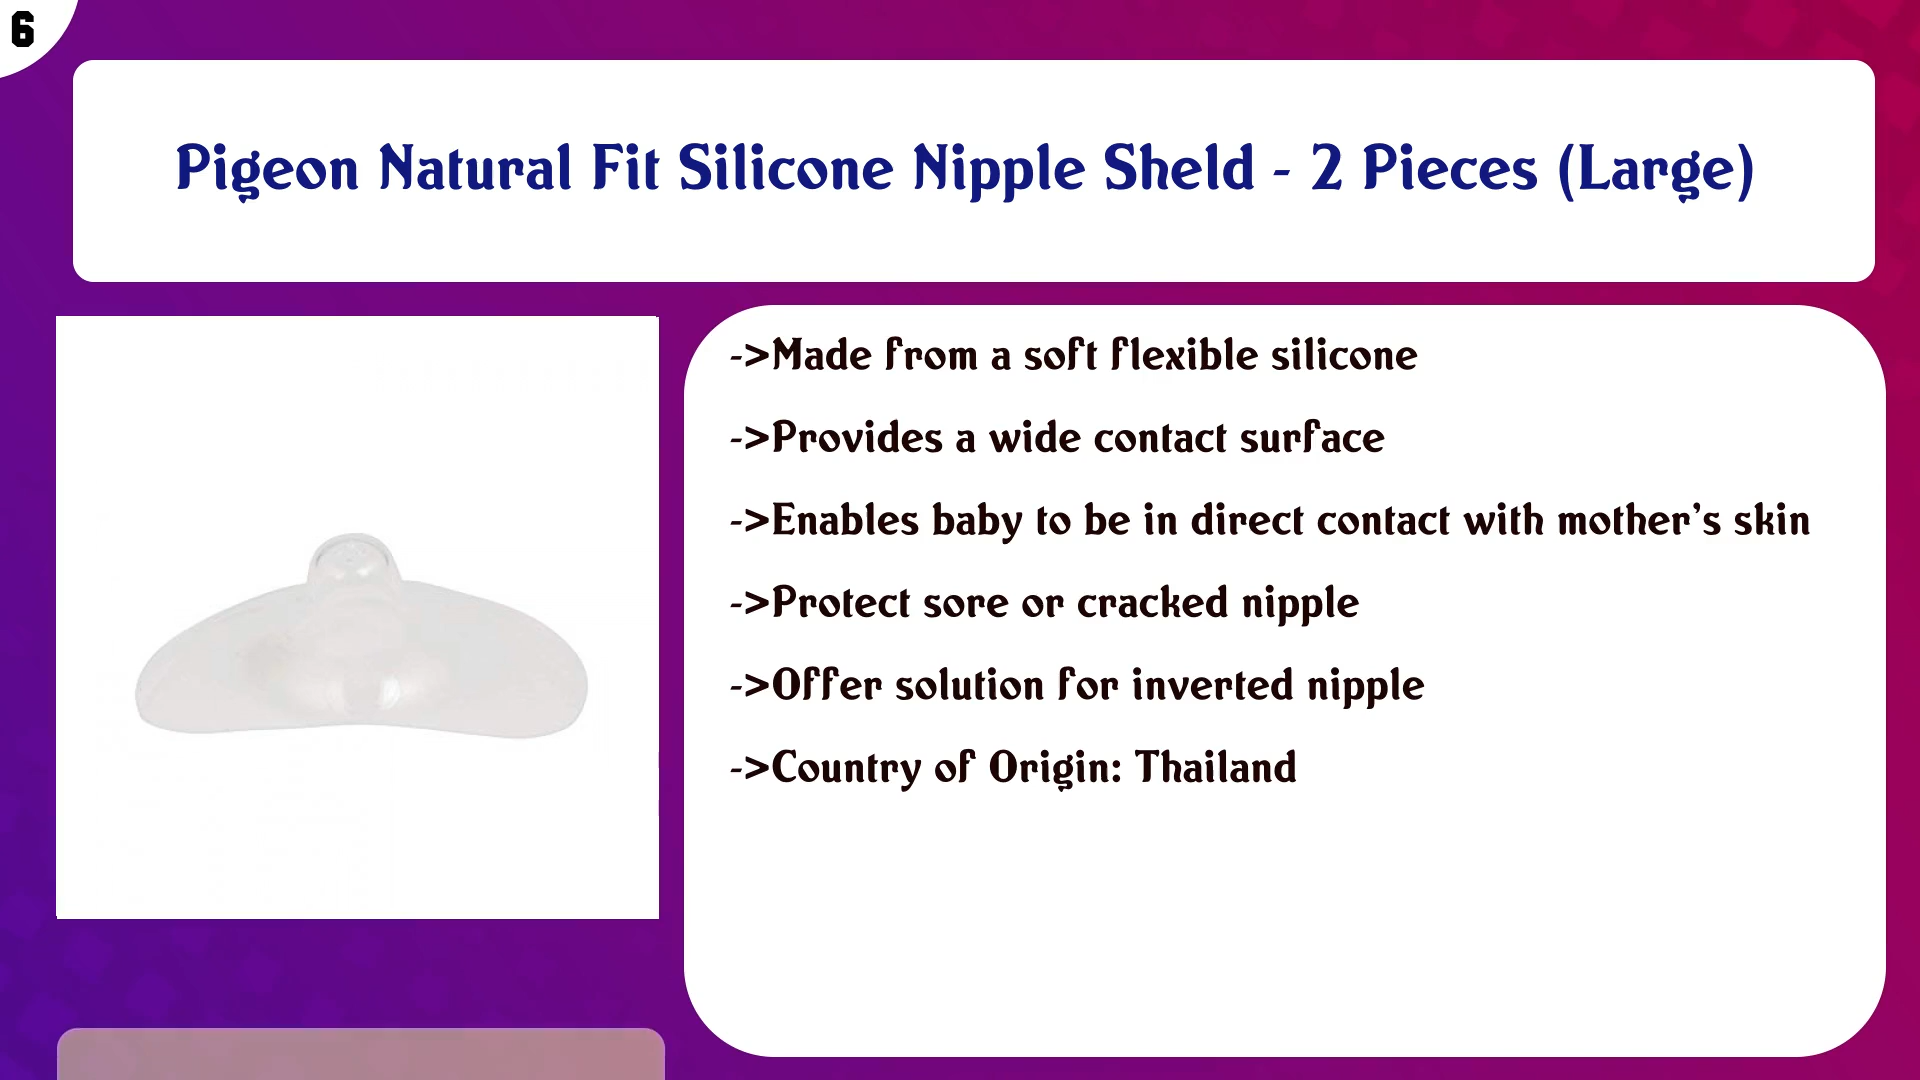 6
Pigeon Natural Fit Silicone Nipple Sheld - 2 Pieces (Large)
->Made from a soft flexible silicone
->Provides a wide contact surface
->Enables baby to be in direct contact with mother's skin
->Protect sore or cracked nipple
->Offer solution for inverted nipple
->Country of Origin: Thailand